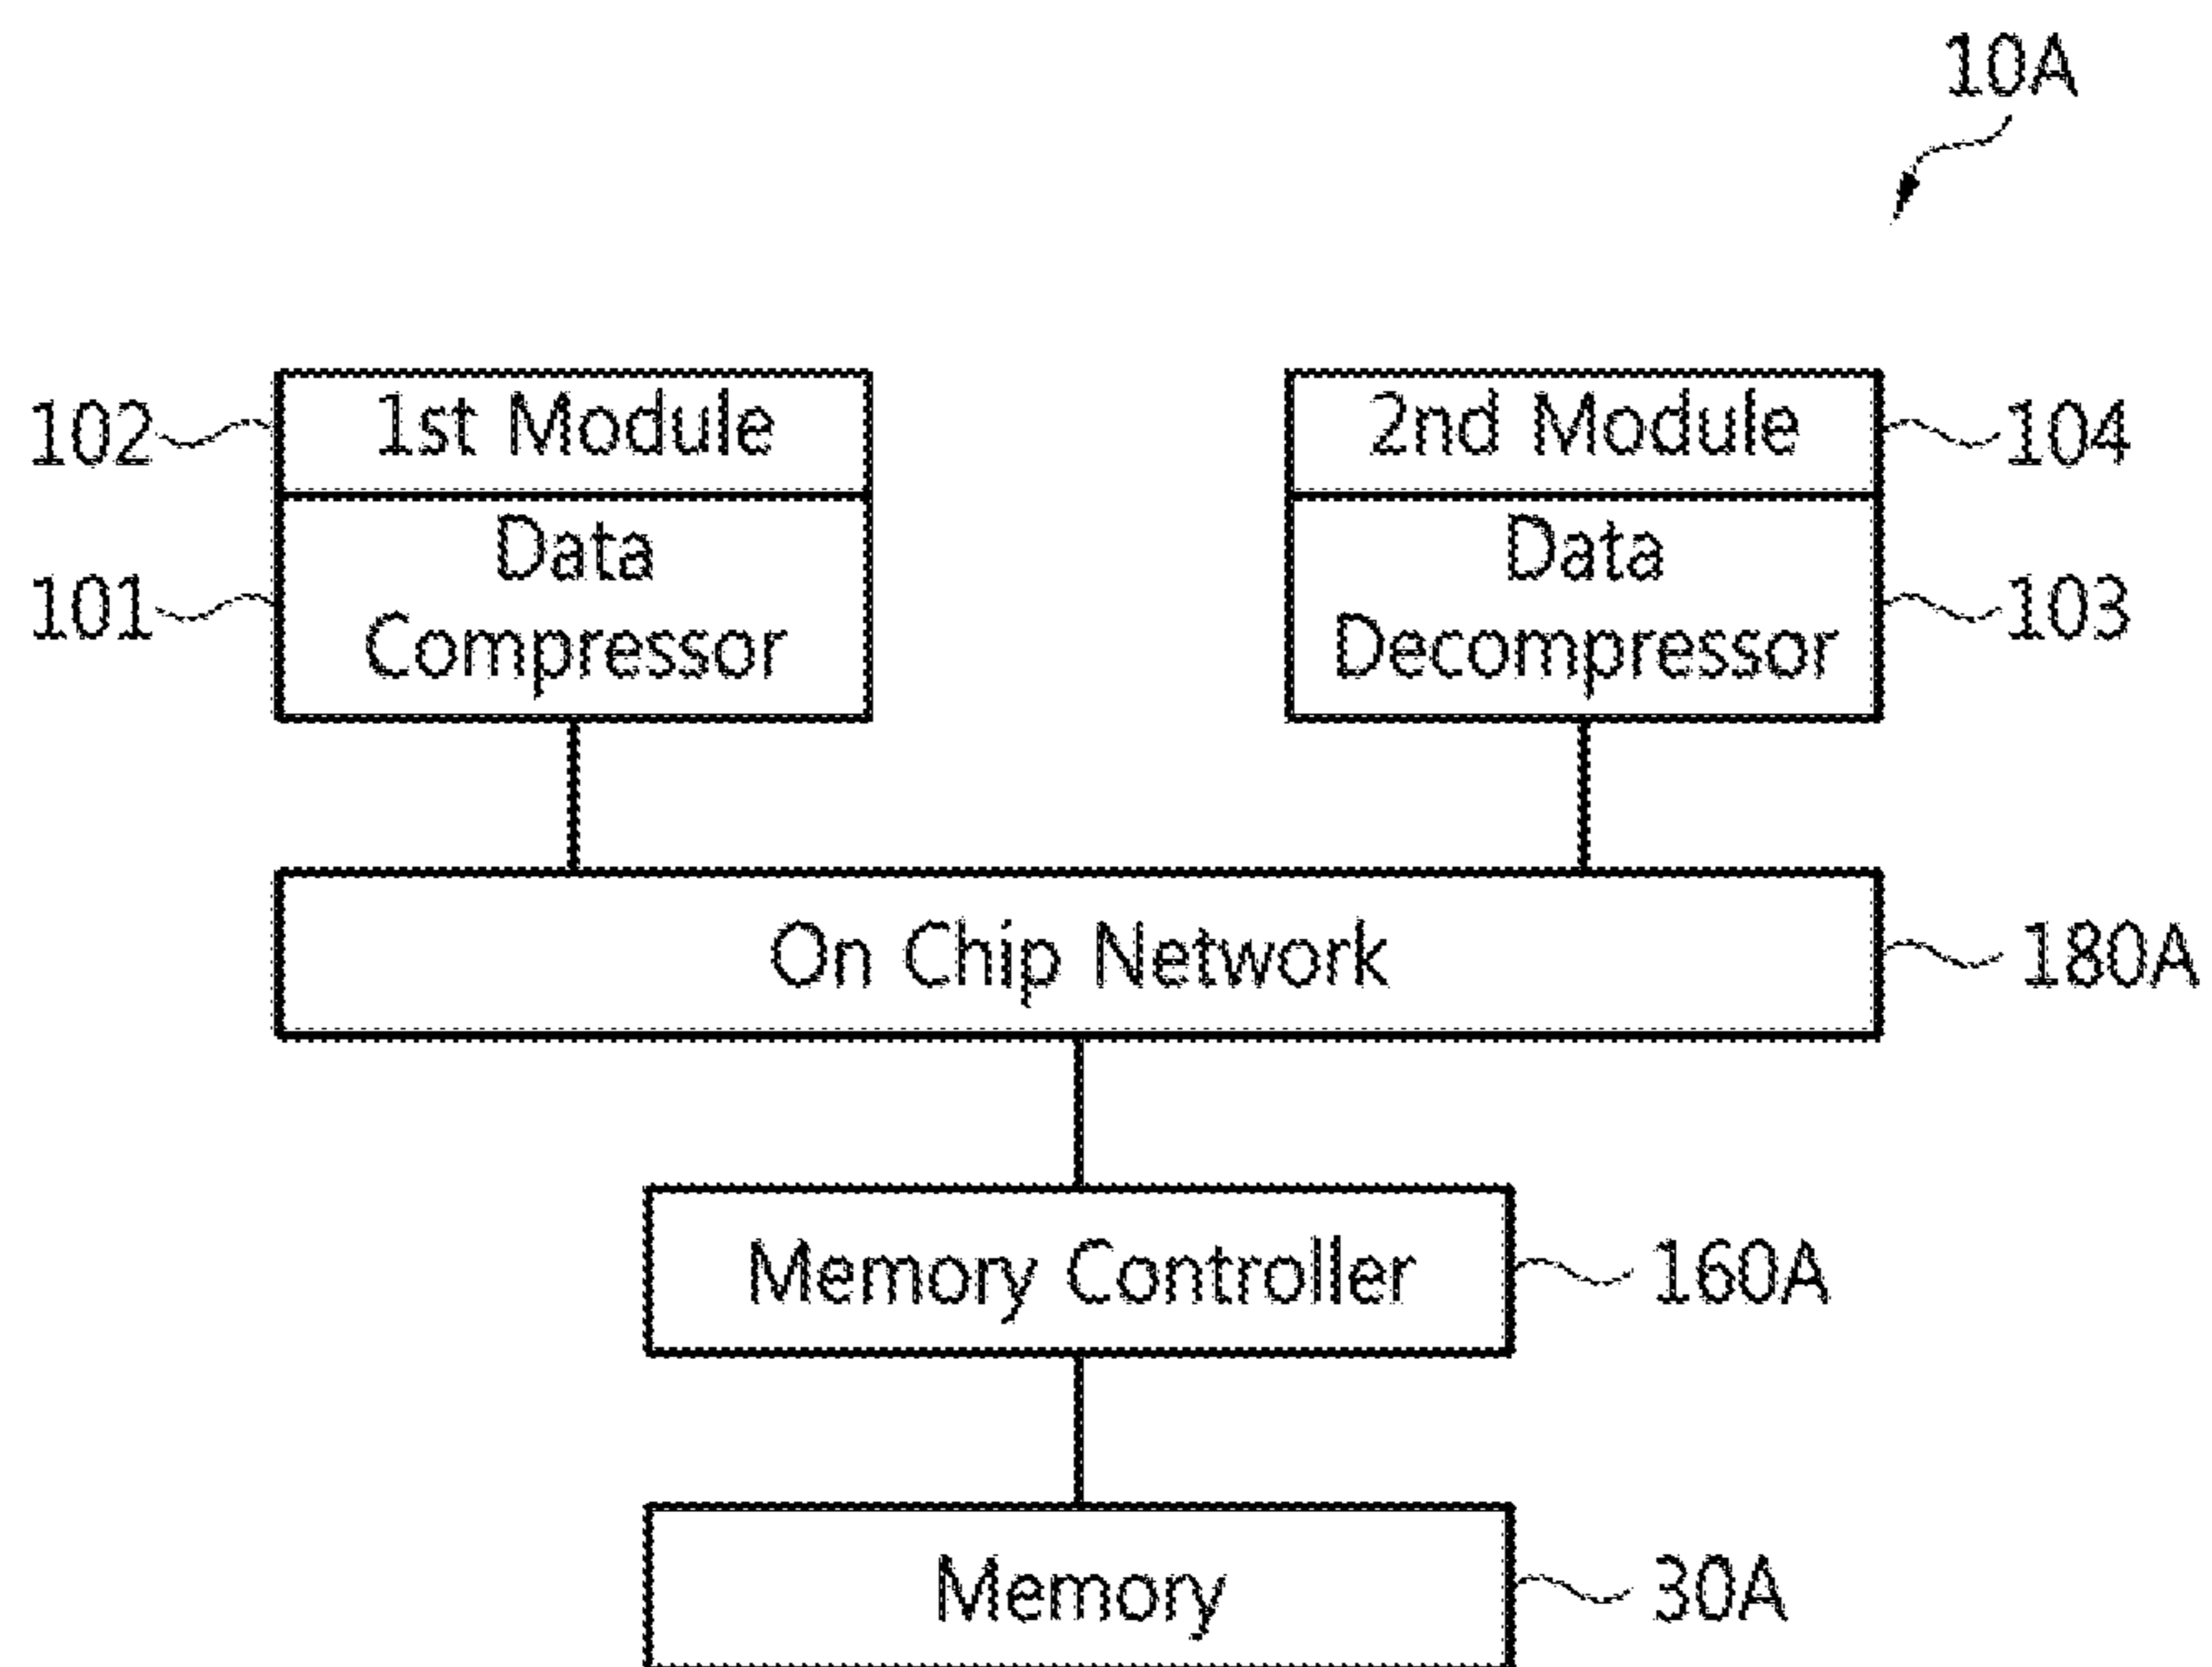 10A
102
1st Module
2nd Module
104
101
Data
Compressor
Data
Decompressor
103
On Chip Network
180A
Memory Controller
160A
Memory
30A